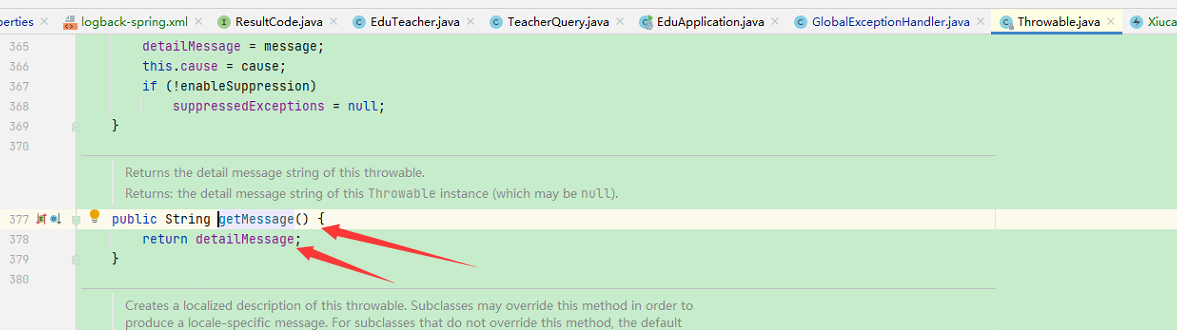 perties × logback-spring.xml × ResultCode.java × EduTeacher.java × TeacherQuery.java × EduApplication.java × GlobalExceptionHandler.java × Throwable.java × Xiuca
365 detailMessage = message;
366 this.cause = cause;
367 if (!enableSuppression)
368 suppressedExceptions = null;
369 }
370
Returns the detail message string of this throwable.
Returns: the detail message string of this Throwable instance (which may be null).
377 public String getMessage() {
378 return detailMessage;
379 }
380
Creates a localized description of this throwable. Subclasses may override this method in order to
produce a locale-specific message. For subclasses that do not override this method, the default